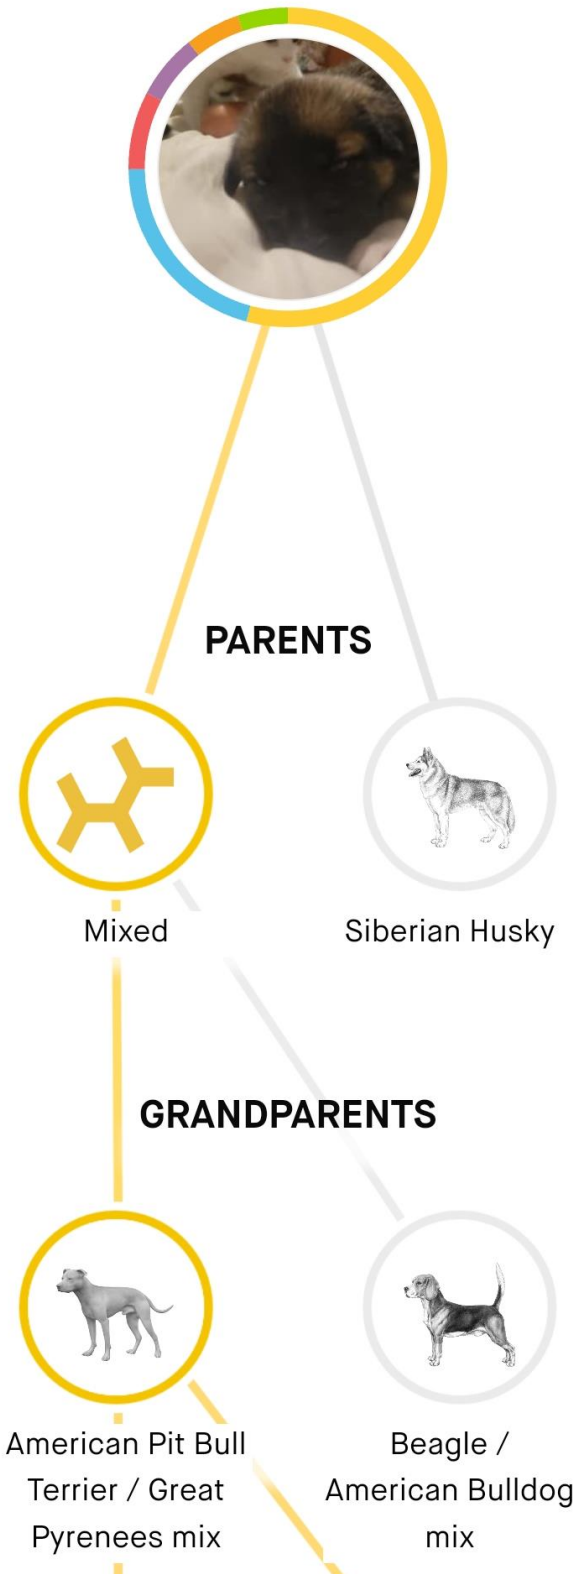 PARENTS
Mixed
Siberian Husky
GRANDPARENTS
American Pit Bull
Terrier / Great
Pyrenees mix
Beagle /
American Bulldog
mix